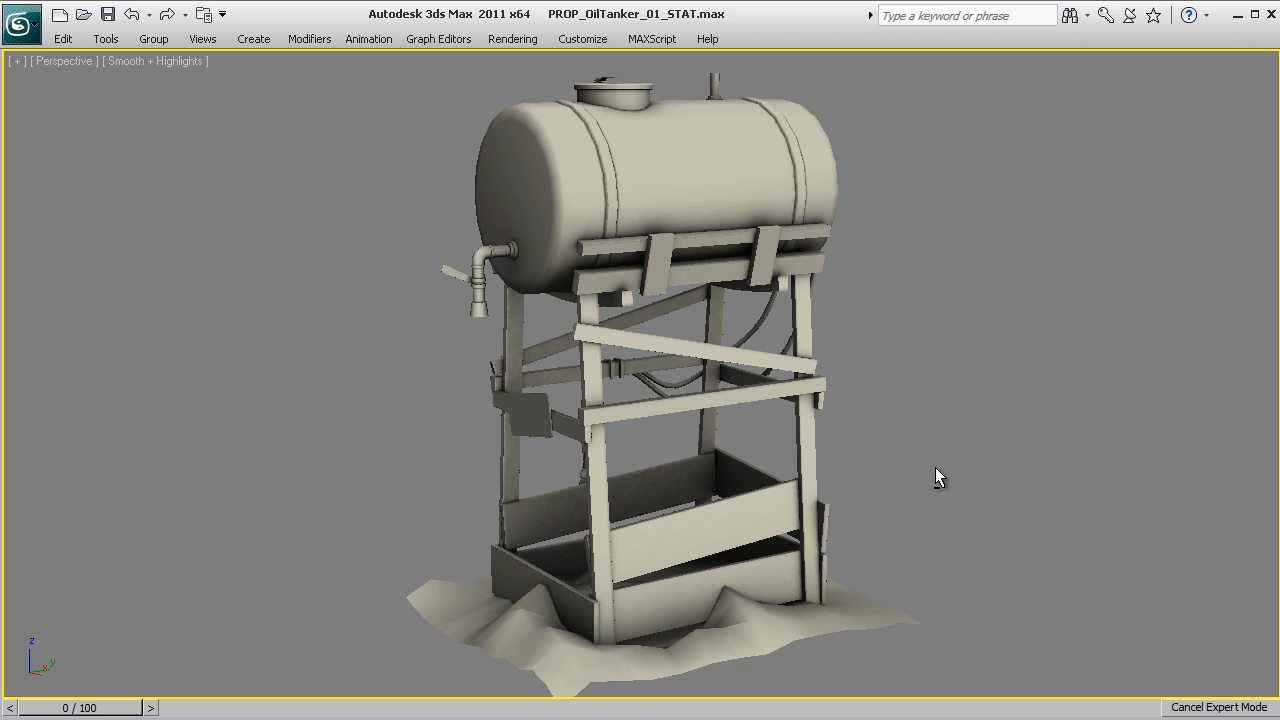 Autodesk 3ds Max 2011 x64 PROP_OilTanker_01_STAT.max
Type a keyword or phrase
Edit Tools Group Views Create Modifiers Animation Graph Editors Rendering Customize MAXScript Help
[ + ] [ Perspective ] [ Smooth + Highlights ]
z
x y
< 0 / 100 >
Cancel Expert Mode